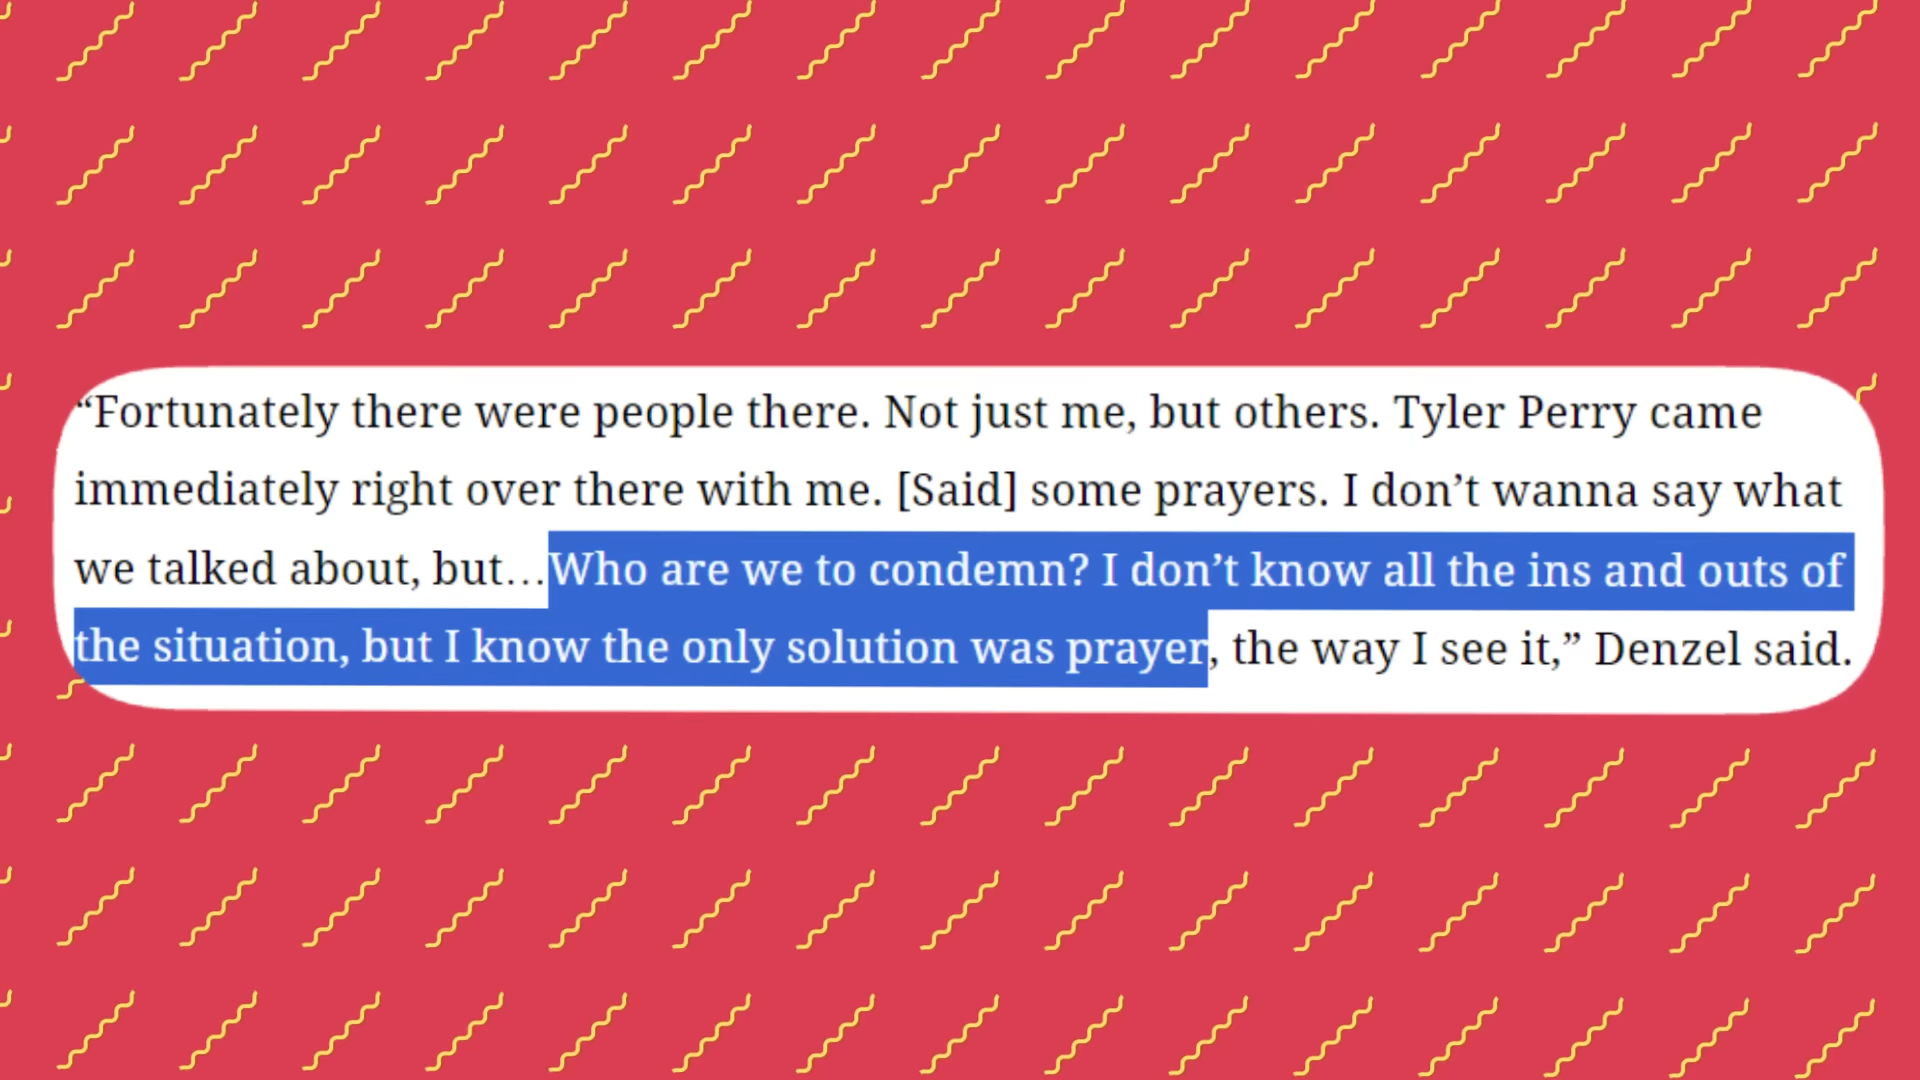 “Fortunately there were people there. Not just me, but others. Tyler Perry came
immediately right over there with me. [Said] some prayers. I don’t wanna say what
we talked about, but…Who are we to condemn? I don’t know all the ins and outs of
the situation, but I know the only solution was prayer, the way I see it,” Denzel said.